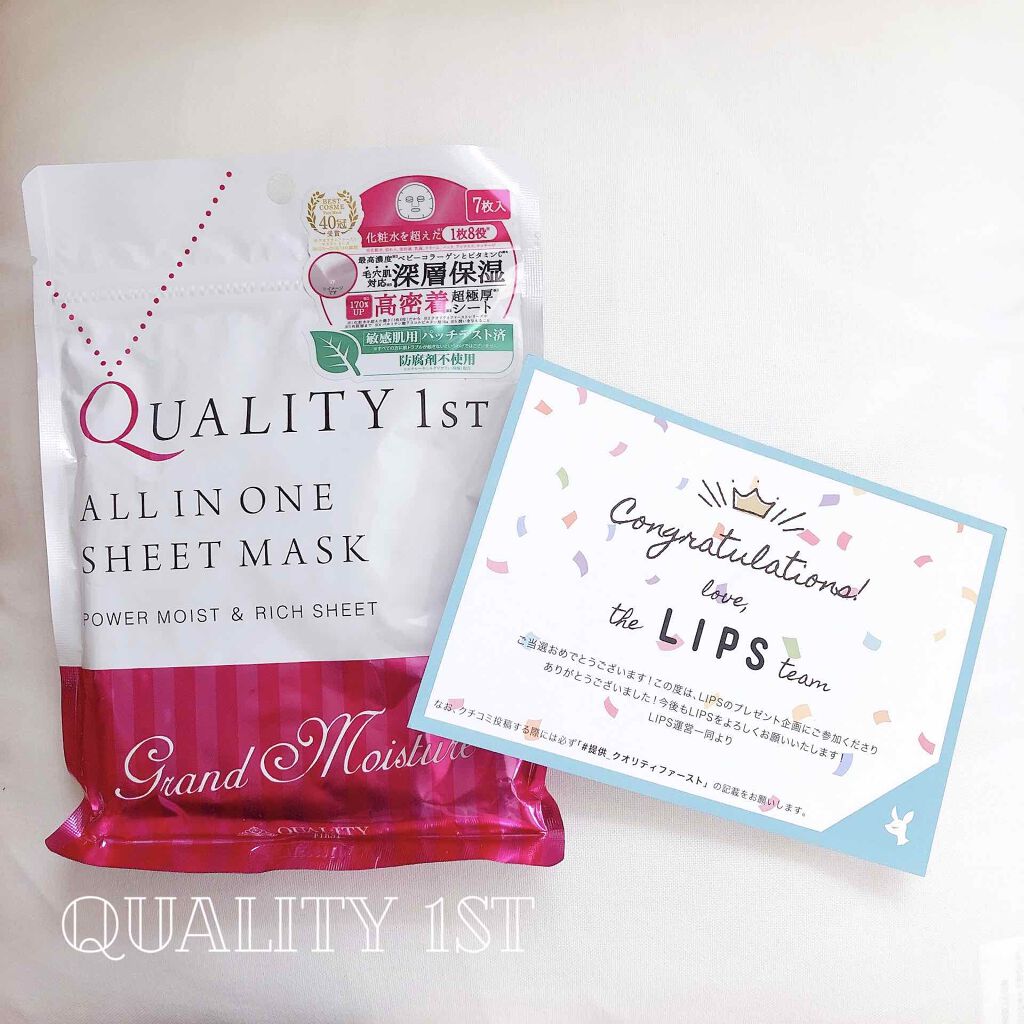 BEST
COSME
40冠
受賞
7枚入
化粧水を超えた 1枚8役
最高濃度 ベビーコラーゲンとビタミンC
毛穴肌
対応 深層保湿
170%
UP 高密着 超極厚
シート
敏感肌用 パッチテスト済
防腐剤不使用
QUALITY 1ST
ALL IN ONE
SHEET MASK
POWER MOIST & RICH SHEET
Grand Moisture
QUALITY
FIRST
Congratulations!
love,
the LIPS team
ご当選おめでとうございます！この度は、LIPSのプレゼント企画にご参加くださり
ありがとうございました！今後もLIPSをよろしくお願いいたします！
LIPS運営一同より
なお、クチコミ投稿する際には必ず「#提供_クオリティファースト」の記載をお願いします。
QUALITY 1ST